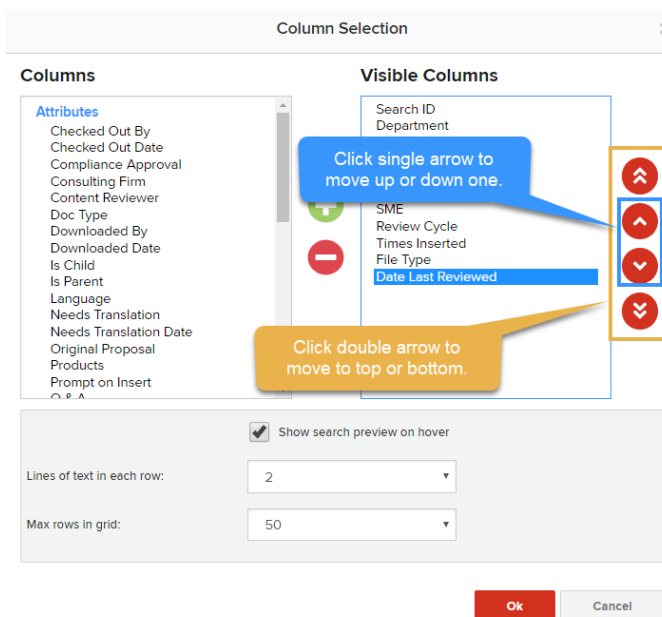 Column Selection
Columns
Visible Columns
Attributes
Checked Out By
Checked Out Date
Compliance Approval
Consulting Firm
Content Reviewer
Doc Type
Downloaded By
Downloaded Date
Is Child
Is Parent
Language
Needs Translation
Needs Translation Date
Original Proposal
Products
Prompt on Insert
Search ID
Department
Click single arrow to
move up or down one.
SME
Review Cycle
Times Inserted
File Type
Date Last Reviewed
Click double arrow to
move to top or bottom.
Show search preview on hover
Lines of text in each row:
2
Max rows in grid:
50
Ok
Cancel